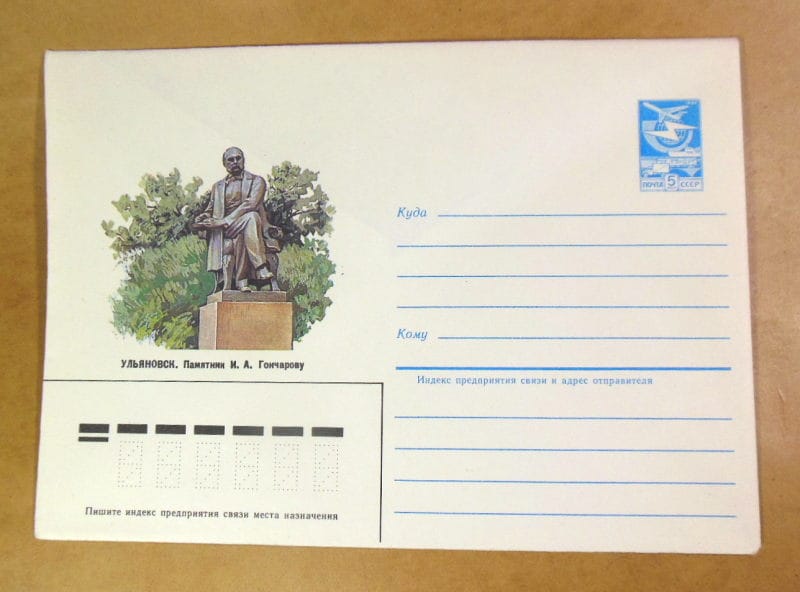 ПОЧТА 5 СССР
Куда
Кому
УЛЬЯНОВСК. Памятник И. А. Гончарову
Индекс предприятия связи и адрес отправителя
Пишите индекс предприятия связи места назначения